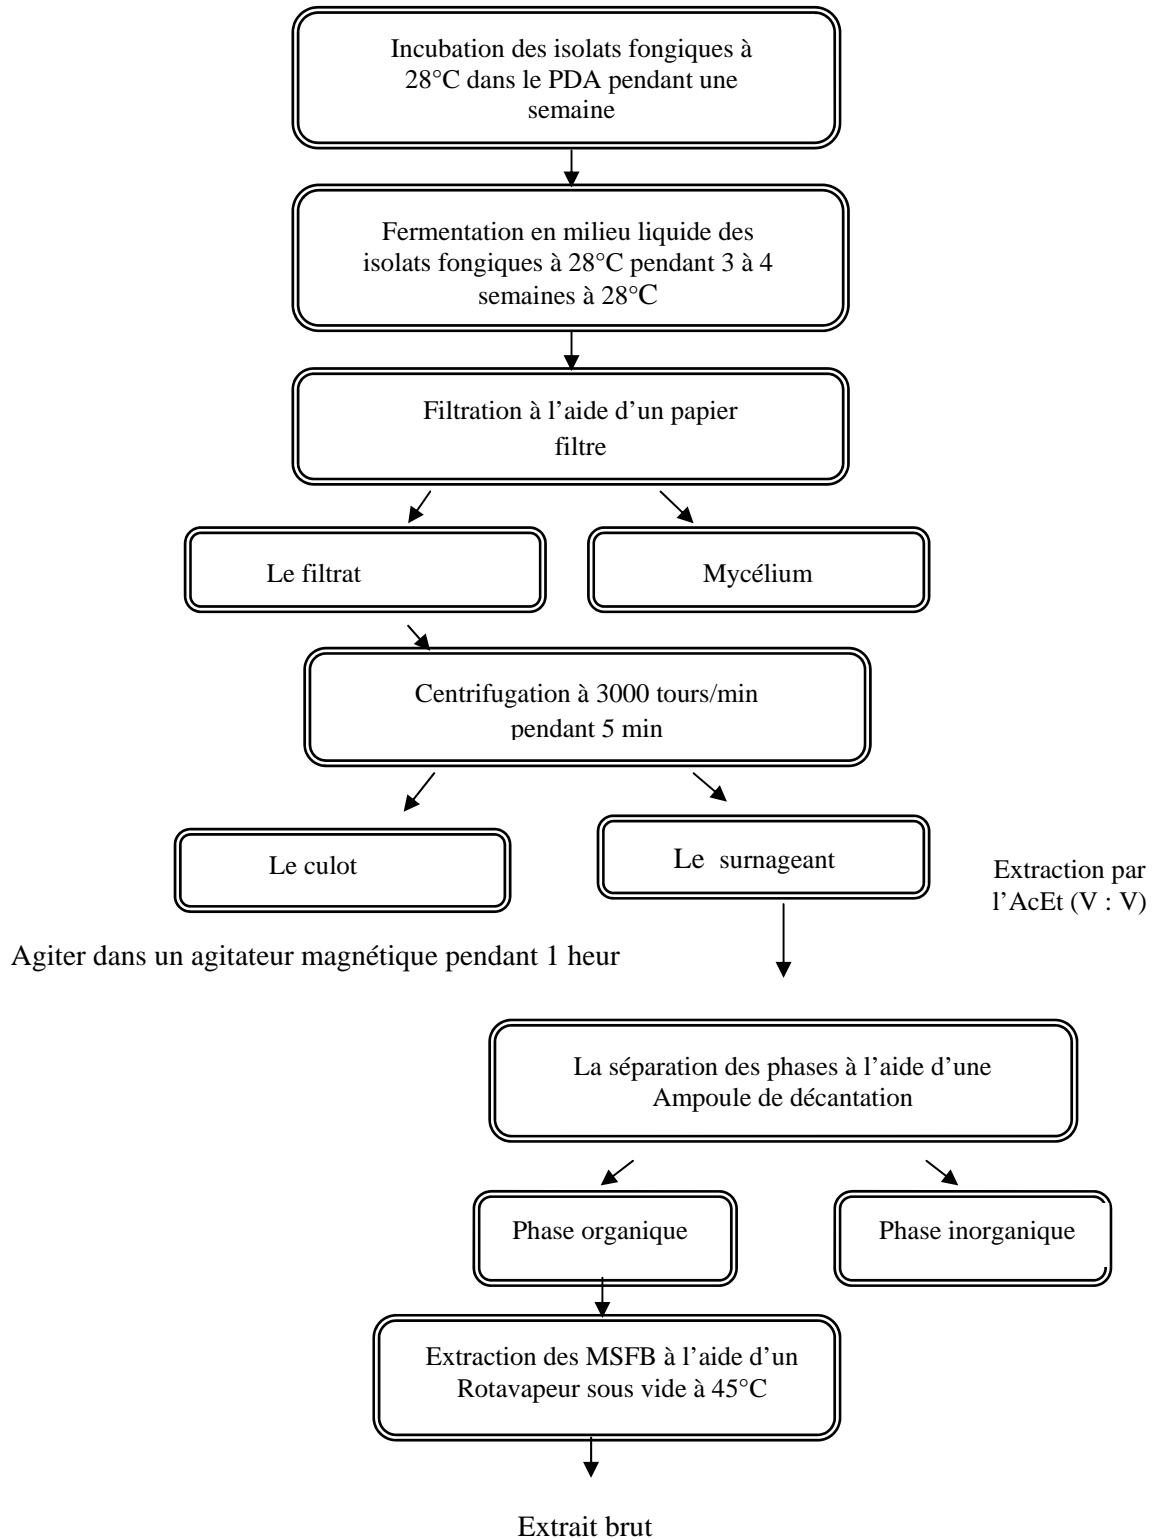 Incubation des isolats fongiques à
28°C dans le PDA pendant une
semaine
Fermentation en milieu liquide des
isolats fongiques à 28°C pendant 3 à 4
semaines à 28°C
Filtration à l’aide d’un papier
filtre
Le filtrat
Mycélium
Centrifugation à 3000 tours/min
pendant 5 min
Le culot
Le surnageant
Extraction par
l’AcEt (V : V)
Agiter dans un agitateur magnétique pendant 1 heur
La séparation des phases à l’aide d’une
Ampoule de décantation
Phase organique
Phase inorganique
Extraction des MSFB à l’aide d’un
Rotavapeur sous vide à 45°C
Extrait brut